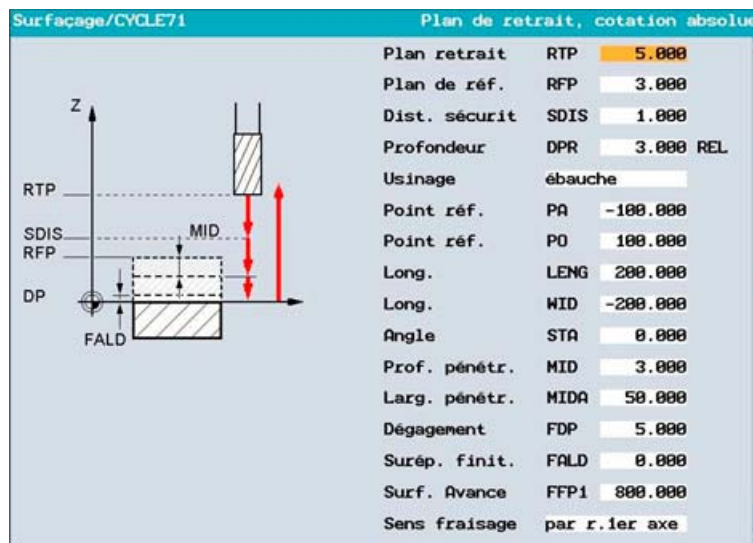 Surfaçage/CYCLE71
Plan de retrait, cotation absolue
Z
RTP
SDIS
RFP
DP
MID
FALD
Plan retrait RTP 5.000
Plan de réf. RFP 3.000
Dist. sécurit SDIS 1.000
Profondeur DPR 3.000 REL
Usinage ébauche
Point réf. PA -100.000
Point réf. PO 100.000
Long. LENG 200.000
Long. WID -200.000
Angle STA 0.000
Prof. pénétr. MID 3.000
Larg. pénétr. MIDA 50.000
Dégagement FDP 5.000
Surép. finit. FALD 0.000
Surf. Avance FFP1 800.000
Sens fraisage par r.1er axe